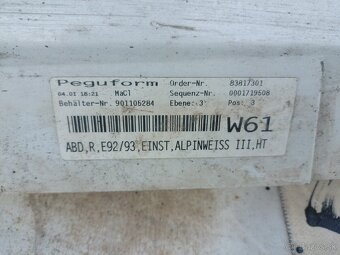 Peguform Order-Nr. 83817301
04.01 16:21 MaCl Sequenz-Nr. 0001719508
Behälter-Nr. 901106284 Ebene: 3 Pos: 3
W61
ABD,R,E92/93,EINST,ALPINWEISS III,HT